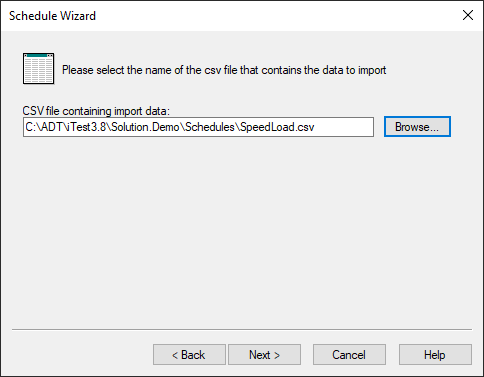 Schedule Wizard
Please select the name of the csv file that contains the data to import
CSV file containing import data:
C:\ADT\iTest3.8\Solution.Demo\Schedules\SpeedLoad.csv
Browse...
< Back
Next >
Cancel
Help